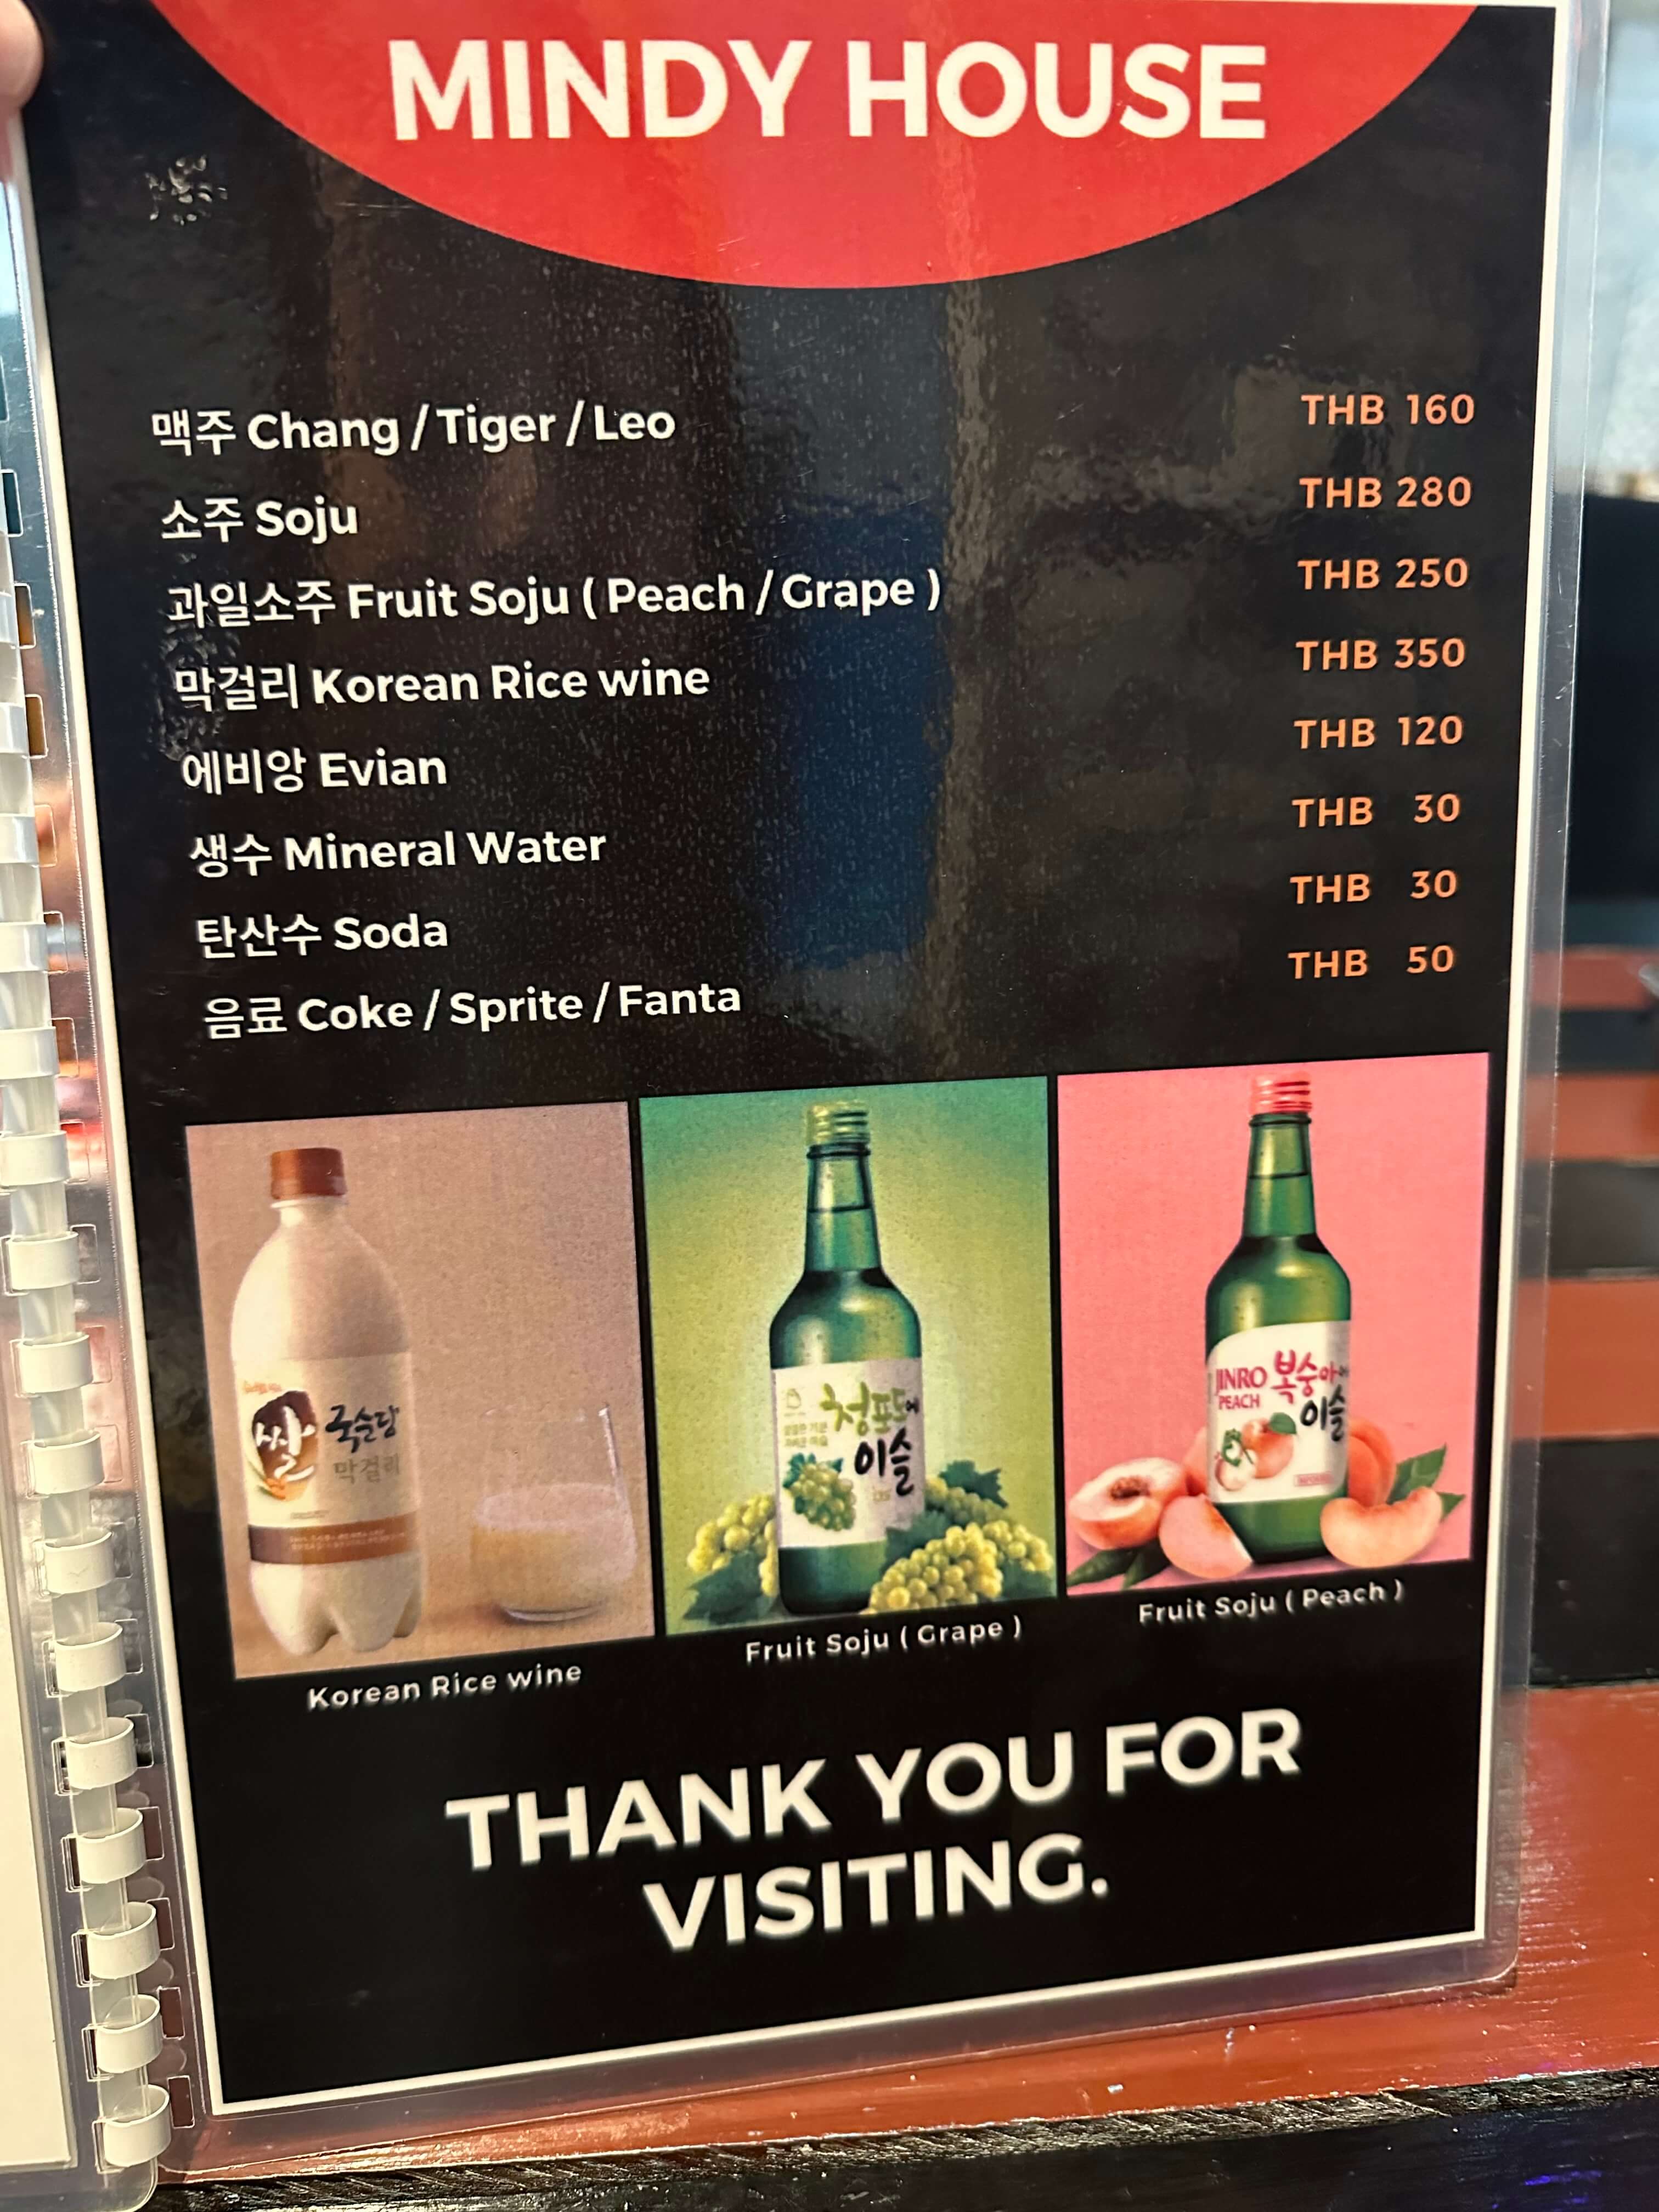 MINDY HOUSE
맥주 Chang / Tiger / Leo THB 160
소주 Soju THB 280
과일소주 Fruit Soju ( Peach / Grape ) THB 250
막걸리 Korean Rice wine THB 350
에비앙 Evian THB 120
생수 Mineral Water THB 30
탄산수 Soda THB 30
음료 Coke / Sprite / Fanta THB 50
쌀 국순당
막걸리
청포도에
이슬
JINRO 복숭아에
PEACH 이슬
Korean Rice wine
Fruit Soju ( Grape )
Fruit Soju ( Peach )
THANK YOU FOR
VISITING.